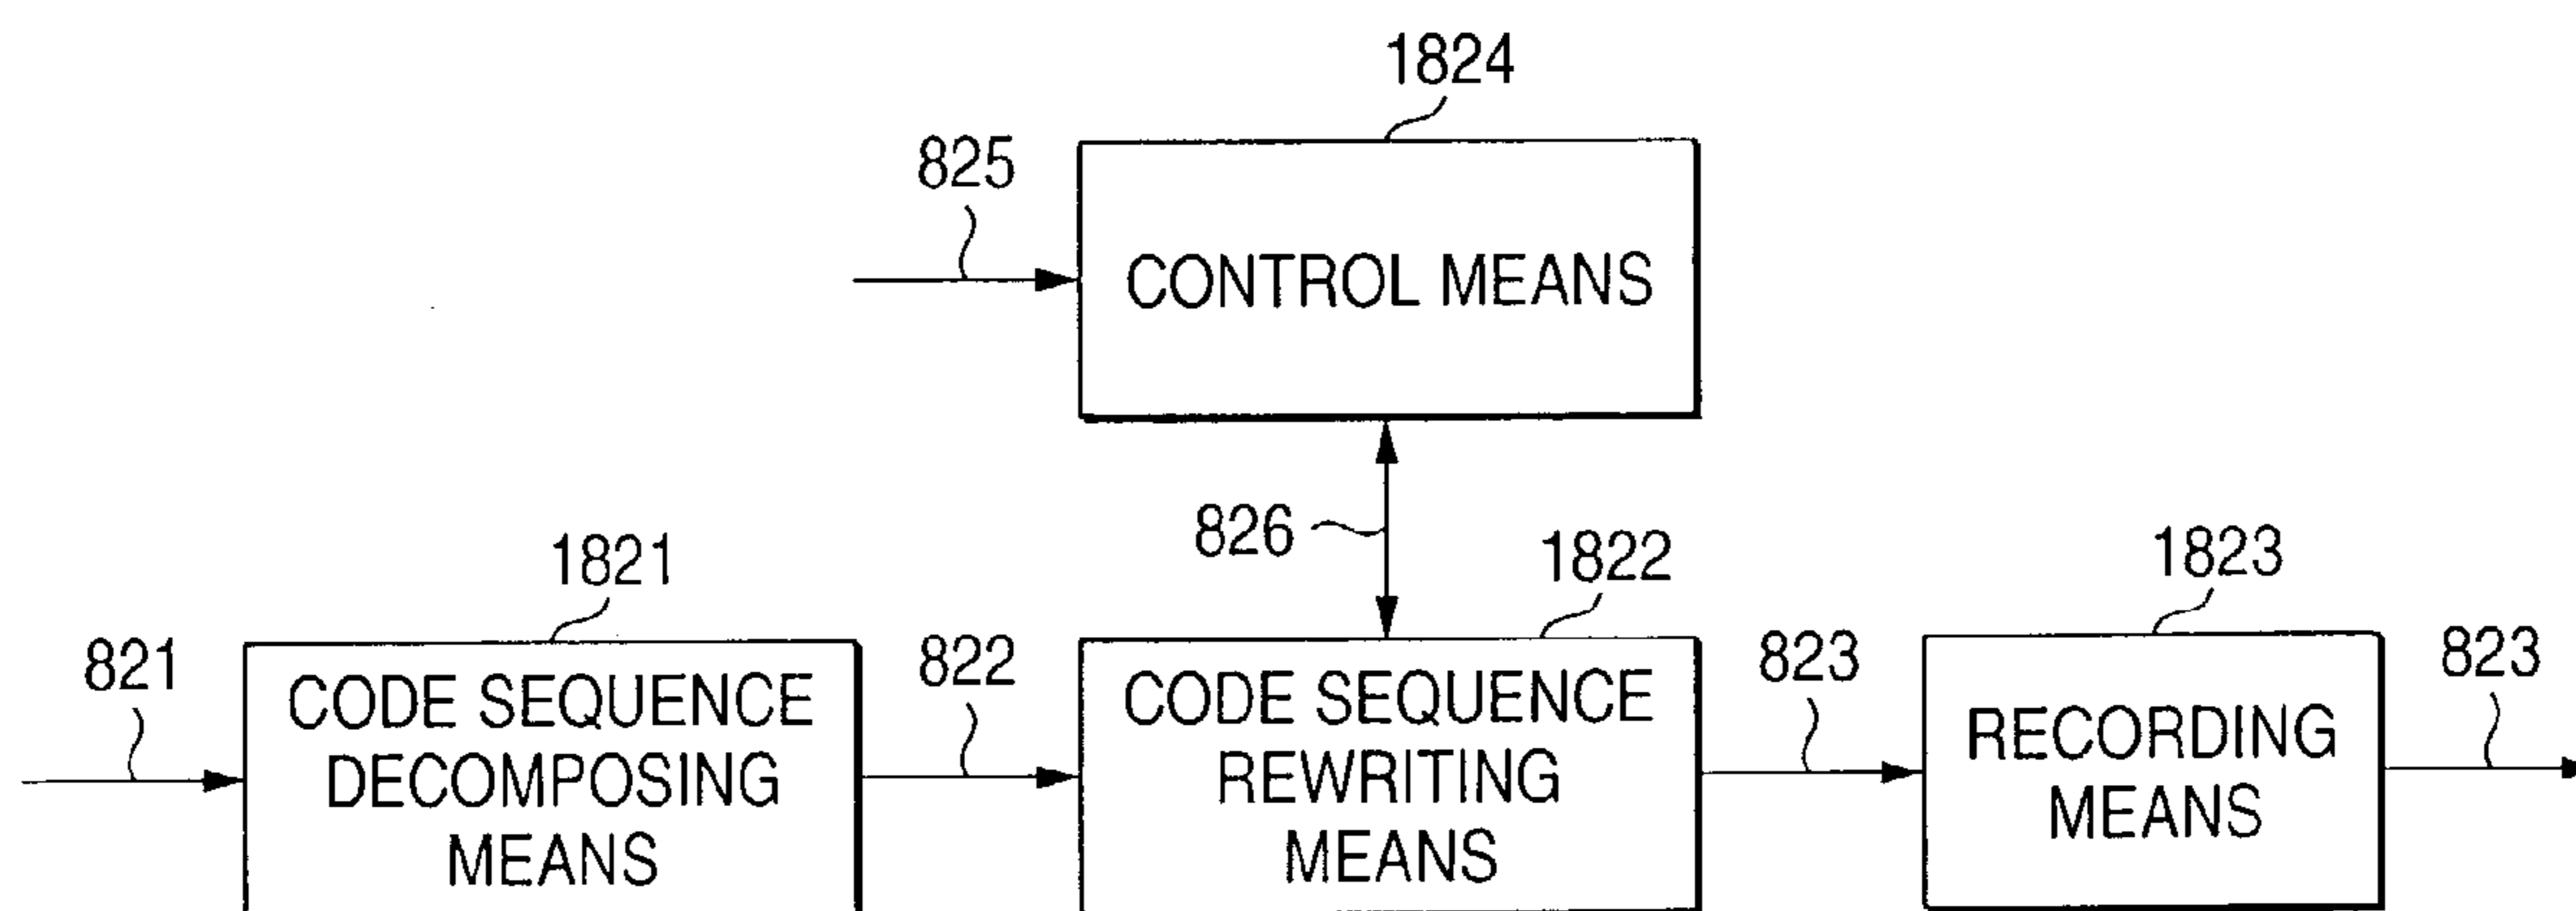 1824
825
CONTROL MEANS
826
1821
1822
1823
821
822
823
823
CODE SEQUENCE
DECOMPOSING
MEANS
CODE SEQUENCE
REWRITING
MEANS
RECORDING
MEANS